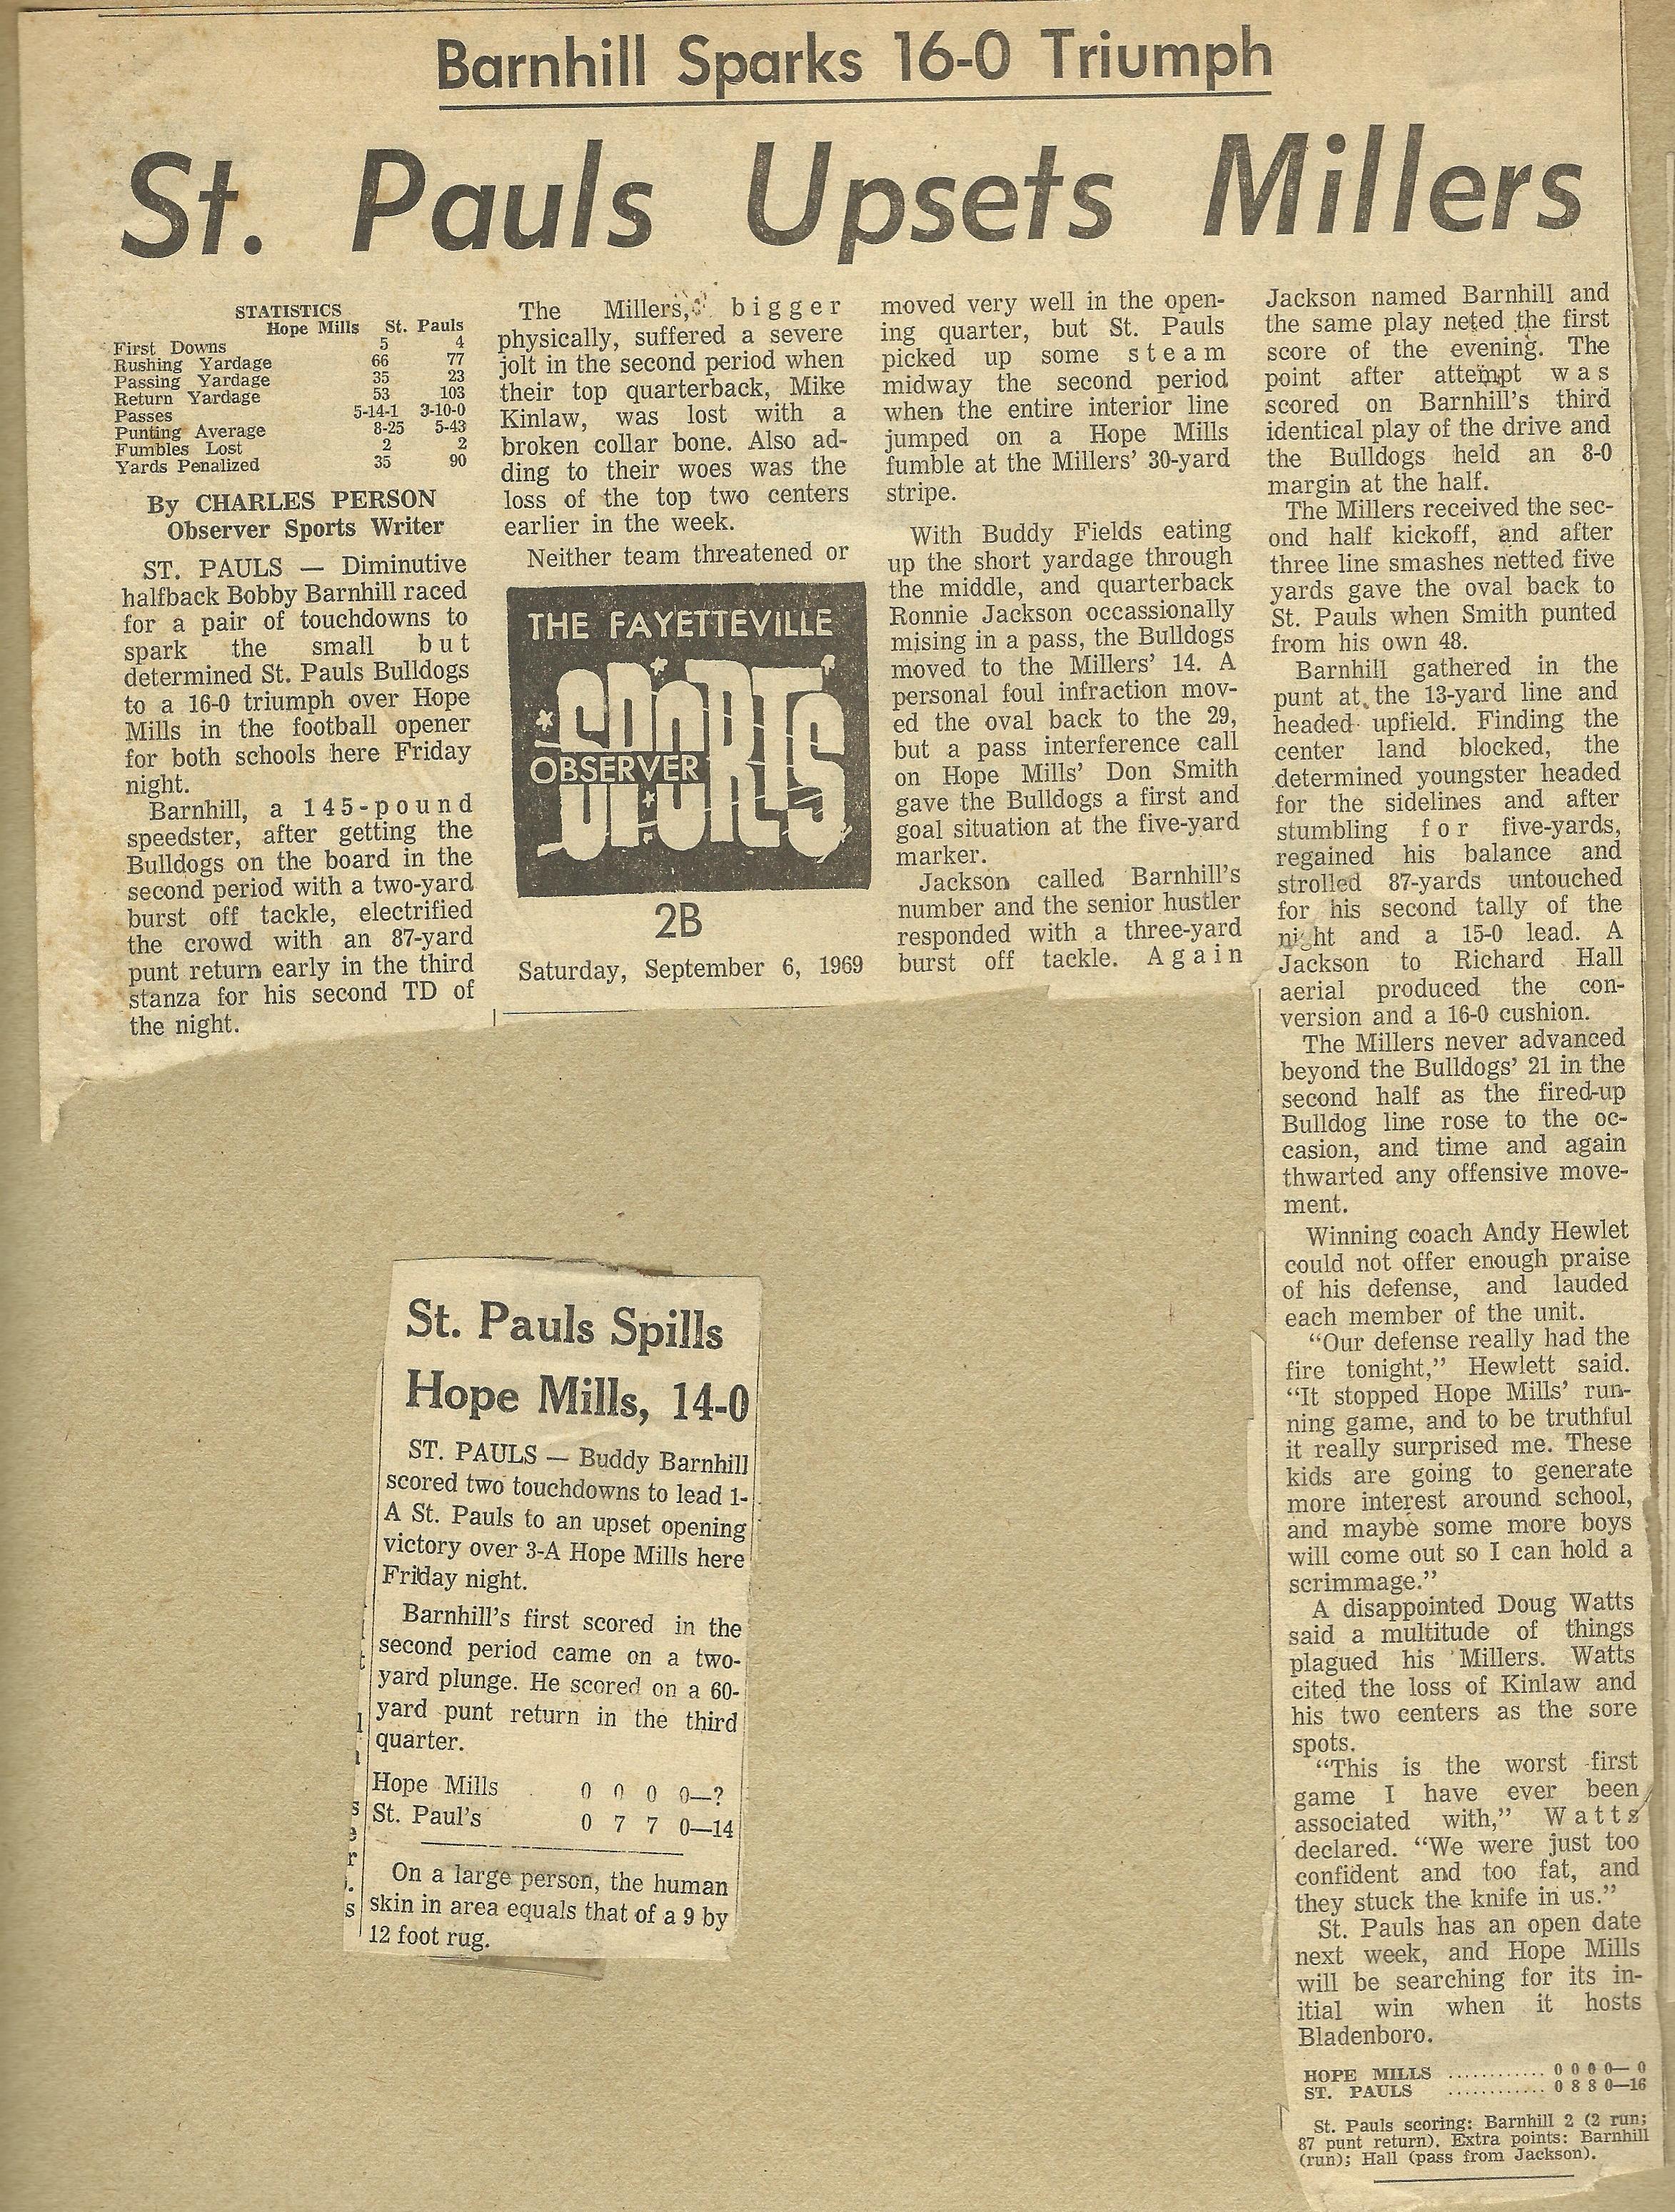 Barnhill Sparks 16-0 Triumph
St. Pauls Upsets Millers
STATISTICS
Hope Mills St. Pauls
First Downs 5 4
Rushing Yardage 66 77
Passing Yardage 35 23
Return Yardage 53 103
Passes 5-14-1 3-10-0
Punting Average 8-25 5-43
Fumbles Lost 2 2
Yards Penalized 35 90
By CHARLES PERSON
Observer Sports Writer
ST. PAULS — Diminutive
halfback Bobby Barnhill raced
for a pair of touchdowns to
spark the small but
determined St. Pauls Bulldogs
to a 16-0 triumph over Hope
Mills in the football opener
for both schools here Friday
night.
Barnhill, a 145-pound
speedster, after getting the
Bulldogs on the board in the
second period with a two-yard
burst off tackle, electrified
the crowd with an 87-yard
punt return early in the third
stanza for his second TD of
the night.
The Millers, bigger
physically, suffered a severe
jolt in the second period when
their top quarterback, Mike
Kinlaw, was lost with a
broken collar bone. Also ad-
ding to their woes was the
loss of the top two centers
earlier in the week.
Neither team threatened or
THE FAYETTEVILLE
SPORTS
OBSERVER
SPORTS
2B
Saturday, September 6, 1969
moved very well in the open-
ing quarter, but St. Pauls
picked up some steam
midway the second period
when the entire interior line
jumped on a Hope Mills
fumble at the Millers' 30-yard
stripe.
With Buddy Fields eating
up the short yardage through
the middle, and quarterback
Ronnie Jackson occassionally
mising in a pass, the Bulldogs
moved to the Millers' 14. A
personal foul infraction mov-
ed the oval back to the 29,
but a pass interference call
on Hope Mills' Don Smith
gave the Bulldogs a first and
goal situation at the five-yard
marker.
Jackson called Barnhill's
number and the senior hustler
responded with a three-yard
burst off tackle. Again
Jackson named Barnhill and
the same play neted the first
score of the evening. The
point after attempt was
scored on Barnhill's third
identical play of the drive and
the Bulldogs held an 8-0
margin at the half.
The Millers received the sec-
ond half kickoff, and after
three line smashes netted five
yards gave the oval back to
St. Pauls when Smith punted
from his own 48.
Barnhill gathered in the
punt at the 13-yard line and
headed upfield. Finding the
center land blocked, the
determined youngster headed
for the sidelines and after
stumbling for five-yards,
regained his balance and
strolled 87-yards untouched
for his second tally of the
night and a 15-0 lead. A
Jackson to Richard Hall
aerial produced the con-
version and a 16-0 cushion.
The Millers never advanced
beyond the Bulldogs' 21 in the
second half as the fired-up
Bulldog line rose to the oc-
casion, and time and again
thwarted any offensive move-
ment.
Winning coach Andy Hewlet
could not offer enough praise
of his defense, and lauded
each member of the unit.
"Our defense really had the
fire tonight," Hewlett said.
"It stopped Hope Mills' run-
ning game, and to be truthful
it really surprised me. These
kids are going to generate
more interest around school,
and maybe some more boys
will come out so I can hold a
scrimmage."
A disappointed Doug Watts
said a multitude of things
plagued his Millers. Watts
cited the loss of Kinlaw and
his two centers as the sore
spots.
"This is the worst first
game I have ever been
associated with," Watts
declared. "We were just too
confident and too fat, and
they stuck the knife in us."
St. Pauls has an open date
next week, and Hope Mills
will be searching for its in-
itial win when it hosts
Bladenboro.
HOPE MILLS ............ 0 0 0 0— 0
ST. PAULS ............ 0 8 8 0—16
St. Pauls scoring: Barnhill 2 (2 run;
87 punt return). Extra points: Barnhill
(run); Hall (pass from Jackson).
St. Pauls Spills
Hope Mills, 14-0
ST. PAULS — Buddy Barnhill
scored two touchdowns to lead 1-
A St. Pauls to an upset opening
victory over 3-A Hope Mills here
Friday night.
Barnhill's first scored in the
second period came on a two-
yard plunge. He scored on a 60-
yard punt return in the third
quarter.
Hope Mills 0 0 0 0—?
St. Paul's 0 7 7 0—14
On a large person, the human
skin in area equals that of a 9 by
12 foot rug.